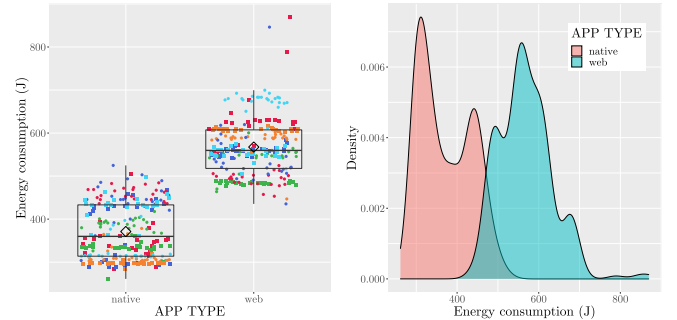 800
600
400
Energy consumption (J)
native web
APP TYPE
0.006
0.004
0.002
0.000
Density
400 600 800
Energy consumption (J)
APP TYPE
native
web